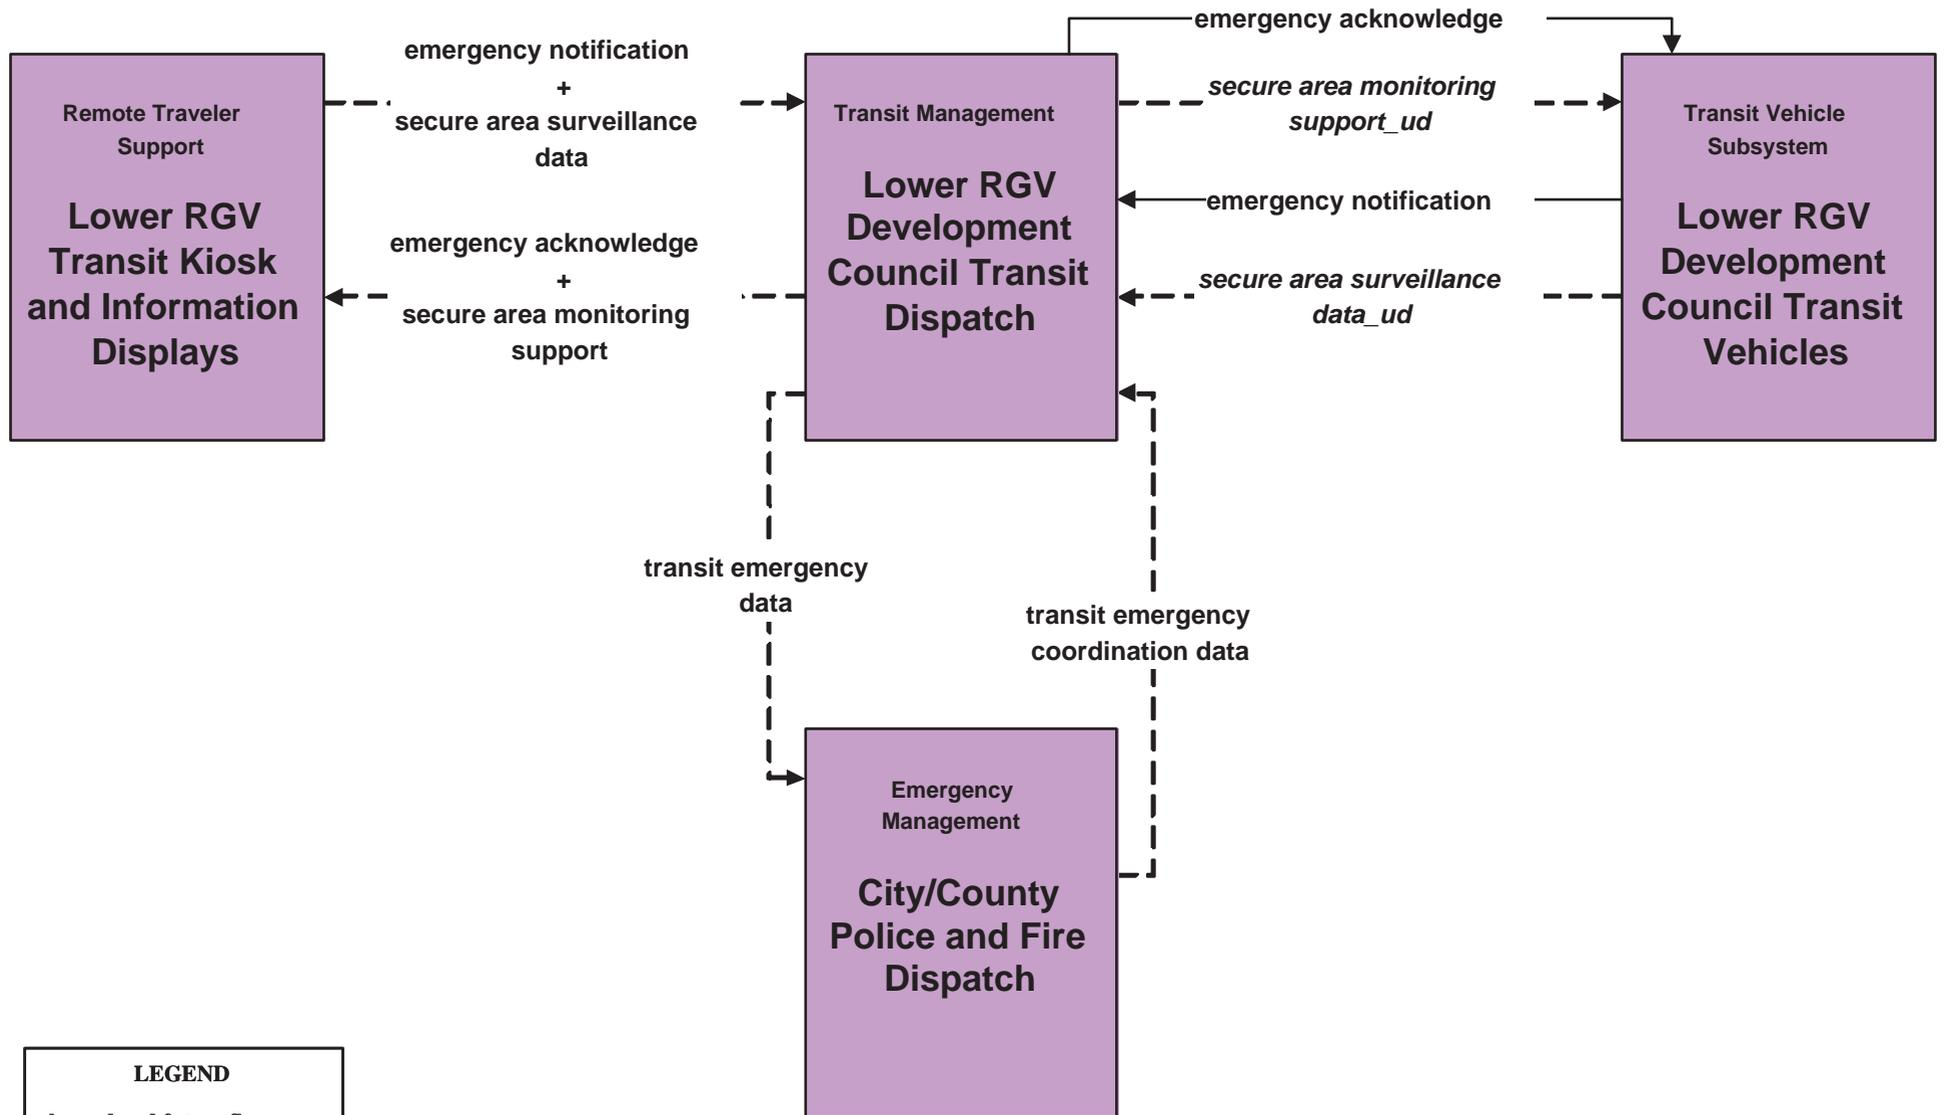 emergency acknowledge
emergency notification
+
secure area surveillance
data
secure area monitoring
support_ud
Remote Traveler
Support
Transit Management
Transit Vehicle
Subsystem
Lower RGV
Transit Kiosk
and Information
Displays
Lower RGV
Development
Council Transit
Dispatch
emergency notification
Lower RGV
Development
Council Transit
Vehicles
emergency acknowledge
+
secure area monitoring
support
secure area surveillance
data_ud
transit emergency
data
transit emergency
coordination data
Emergency
Management
City/County
Police and Fire
Dispatch
LEGEND